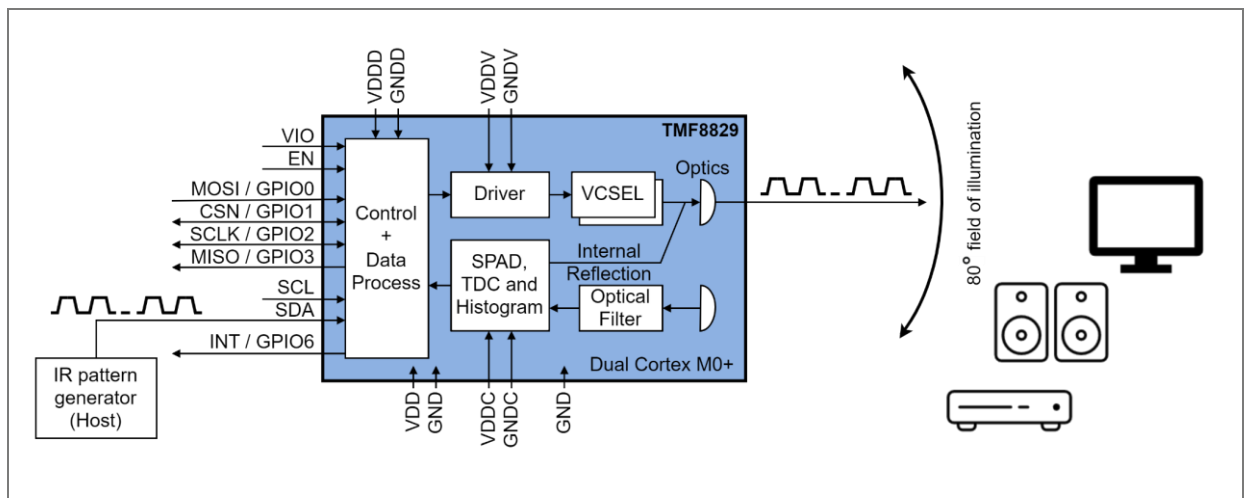 VDDD
GNDD
VDDV
GNDV
TMF8829
VIO
EN
MOSI / GPIO0
CSN / GPIO1
SCLK / GPIO2
MISO / GPIO3
SCL
SDA
INT / GPIO6
Control
+
Data
Process
Driver
VCSEL
Optics
Internal
Reflection
SPAD,
TDC and
Histogram
Optical
Filter
Dual Cortex M0+
VDD
GND
VDDC
GNDC
GND
IR pattern
generator
(Host)
80° field of illumination